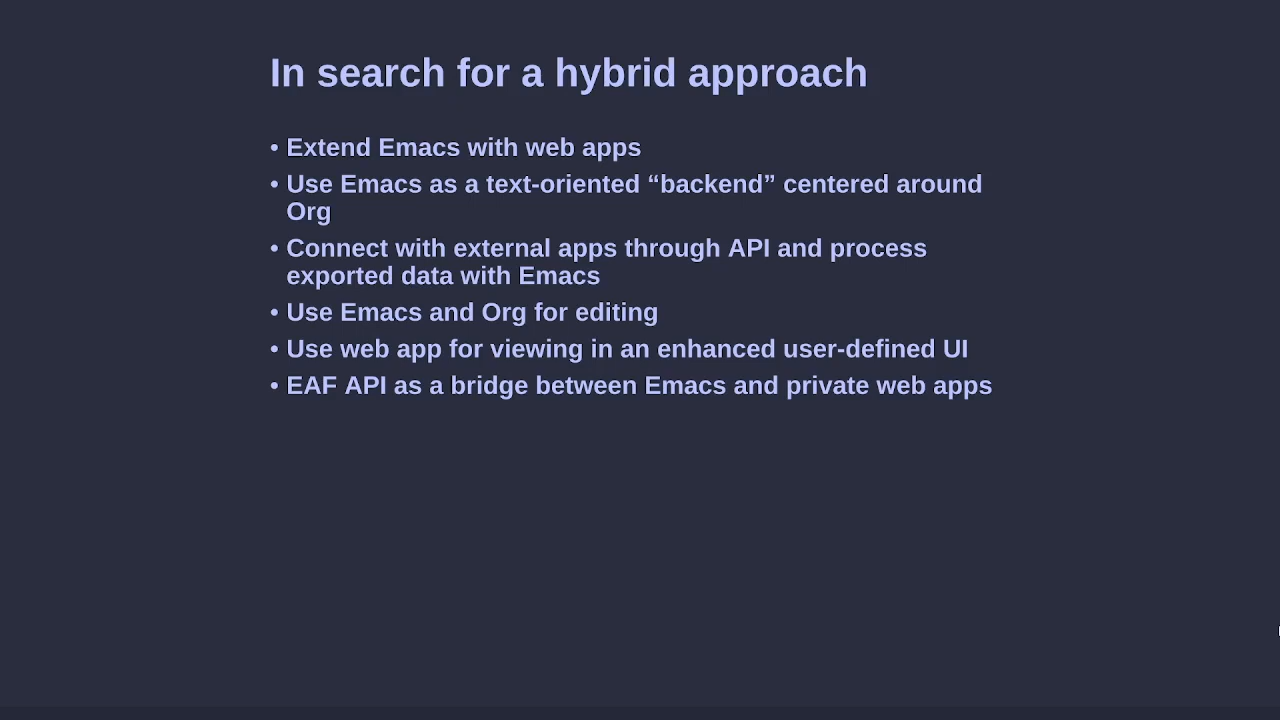 In search for a hybrid approach
• Extend Emacs with web apps
• Use Emacs as a text-oriented “backend” centered around
Org
• Connect with external apps through API and process
exported data with Emacs
• Use Emacs and Org for editing
• Use web app for viewing in an enhanced user-defined UI
• EAF API as a bridge between Emacs and private web apps